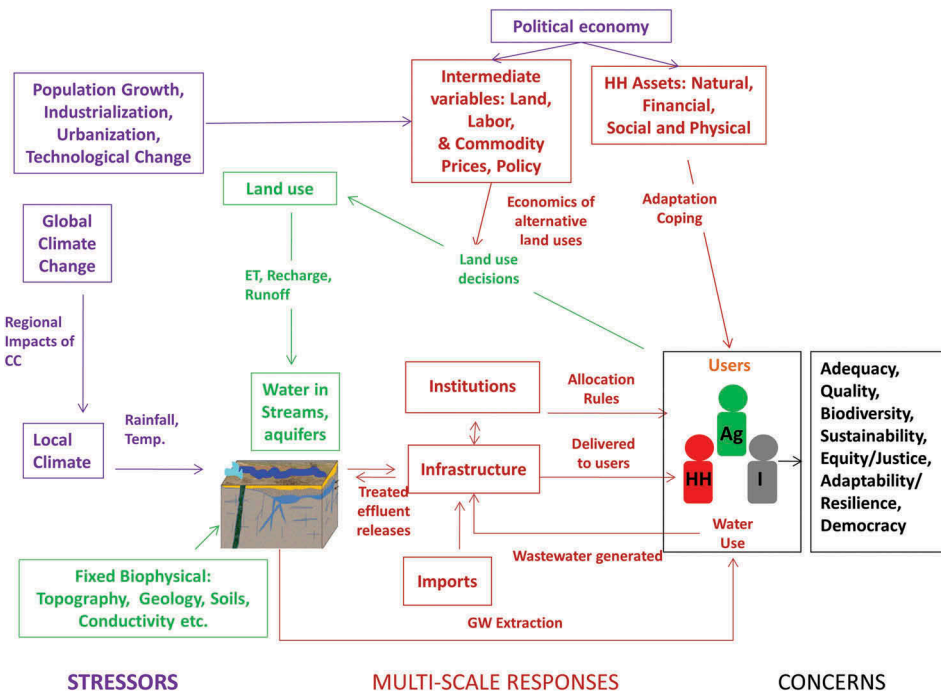 Political economy
Population Growth,
Industrialization,
Urbanization,
Technological Change
Intermediate
variables: Land,
Labor,
& Commodity
Prices, Policy
HH Assets: Natural,
Financial,
Social and Physical
Land use
Economics of
alternative
land uses
Adaptation
Coping
Global
Climate
Change
Land use
decisions
ET, Recharge,
Runoff
Regional
Impacts of
CC
Users
Ag
HH
I
Water
Use
Adequacy,
Quality,
Biodiversity,
Sustainability,
Equity/Justice,
Adaptability/
Resilience,
Democracy
Water in
Streams,
aquifers
Institutions
Allocation
Rules
Local
Climate
Rainfall,
Temp.
Infrastructure
Delivered
to users
Treated
effluent
releases
Wastewater generated
Imports
Fixed Biophysical:
Topography, Geology, Soils,
Conductivity etc.
GW Extraction
STRESSORS
MULTI-SCALE RESPONSES
CONCERNS